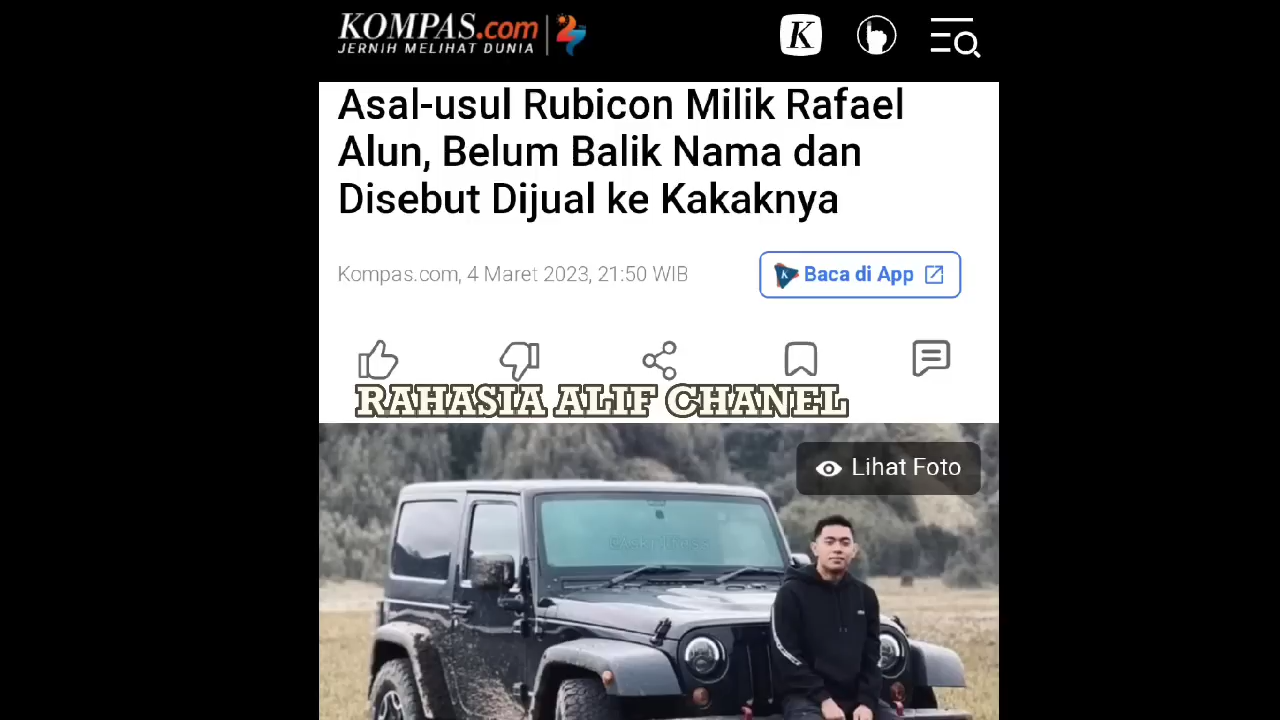 KOMPAS.com
JERNIH MELIHAT DUNIA
K
Asal-usul Rubicon Milik Rafael
Alun, Belum Balik Nama dan
Disebut Dijual ke Kakaknya
Kompas.com, 4 Maret 2023, 21:50 WIB
K Baca di App
RAHASIA ALIF CHANEL
Lihat Foto